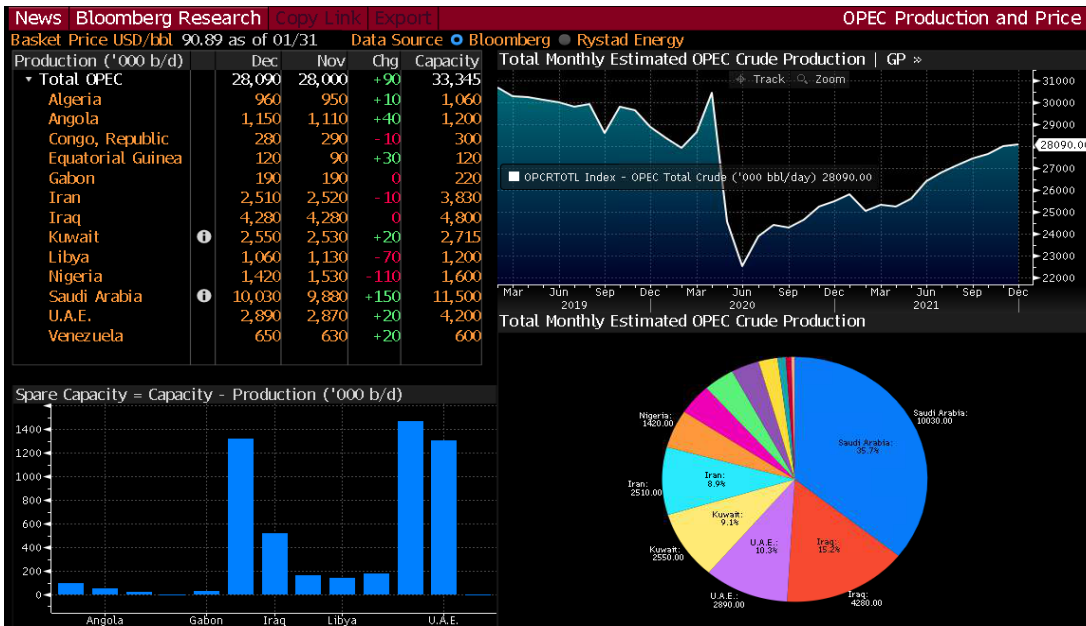 News Bloomberg Research Copy Link Export OPEC Production and Price
Basket Price USD/bbl 90.89 as of 01/31 Data Source Bloomberg Rystad Energy
Production ('000 b/d) Dec Nov Chg Capacity
Total OPEC 28,090 28,000 +90 33,345
Algeria 960 950 +10 1,060
Angola 1,150 1,110 +40 1,200
Congo, Republic 280 290 -10 300
Equatorial Guinea 120 90 +30 120
Gabon 190 190 0 220
Iran 2,510 2,520 -10 3,830
Iraq 4,280 4,280 0 4,800
Kuwait 2,550 2,530 +20 2,715
Libya 1,060 1,130 -70 1,200
Nigeria 1,420 1,530 -110 1,600
Saudi Arabia 10,030 9,880 +150 11,500
U.A.E. 2,890 2,870 +20 4,200
Venezuela 650 630 +20 600
Total Monthly Estimated OPEC Crude Production | GP »
Track Zoom
31000
30000
29000
28090.00
27000
26000
25000
24000
23000
22000
OPCRTOTL Index - OPEC Total Crude ('000 bbl/day) 28090.00
Mar Jun Sep Dec Mar Jun Sep Dec Mar Jun Sep Dec
2019 2020 2021
Spare Capacity = Capacity - Production ('000 b/d)
1400
1200
1000
800
600
400
200
0
Angola Gabon Iraq Libya U.A.E.
Total Monthly Estimated OPEC Crude Production
Saudi Arabia:
10030.00
Saudi Arabia:
35.7%
Iraq:
15.2%
Iraq:
4280.00
U.A.E.:
10.3%
U.A.E.:
2890.00
Kuwait:
9.1%
Kuwait:
2550.00
Iran:
8.9%
Iran:
2510.00
Nigeria:
1420.00